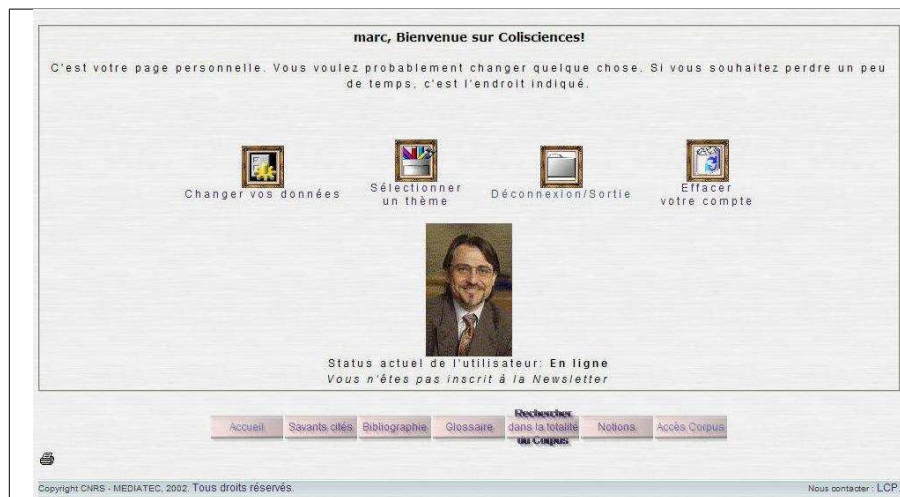 marc, Bienvenue sur Colisciences!
C'est votre page personnelle. Vous voulez probablement changer quelque chose. Si vous souhaitez perdre un peu
de temps, c'est l'endroit indiqué.
Changer vos données
Sélectionner
un thème
Déconnexion/Sortie
Effacer
votre compte
Status actuel de l'utilisateur: En ligne
Vous n'êtes pas inscrit à la Newsletter
Accueil Savants cités Bibliographie Glossaire
Rechercher
dans la totalité
du Corpus
Notions Accès Corpus
Copyright CNRS - MEDIATEC, 2002. Tous droits réservés. Nous contacter : LCP.